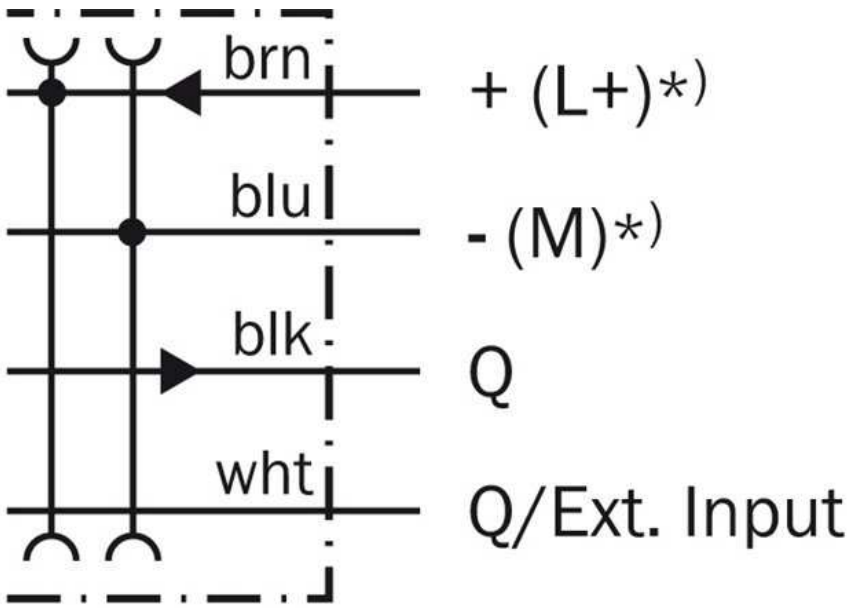 brn + (L+)*)
blu - (M)*)
blk Q
wht Q/Ext. Input